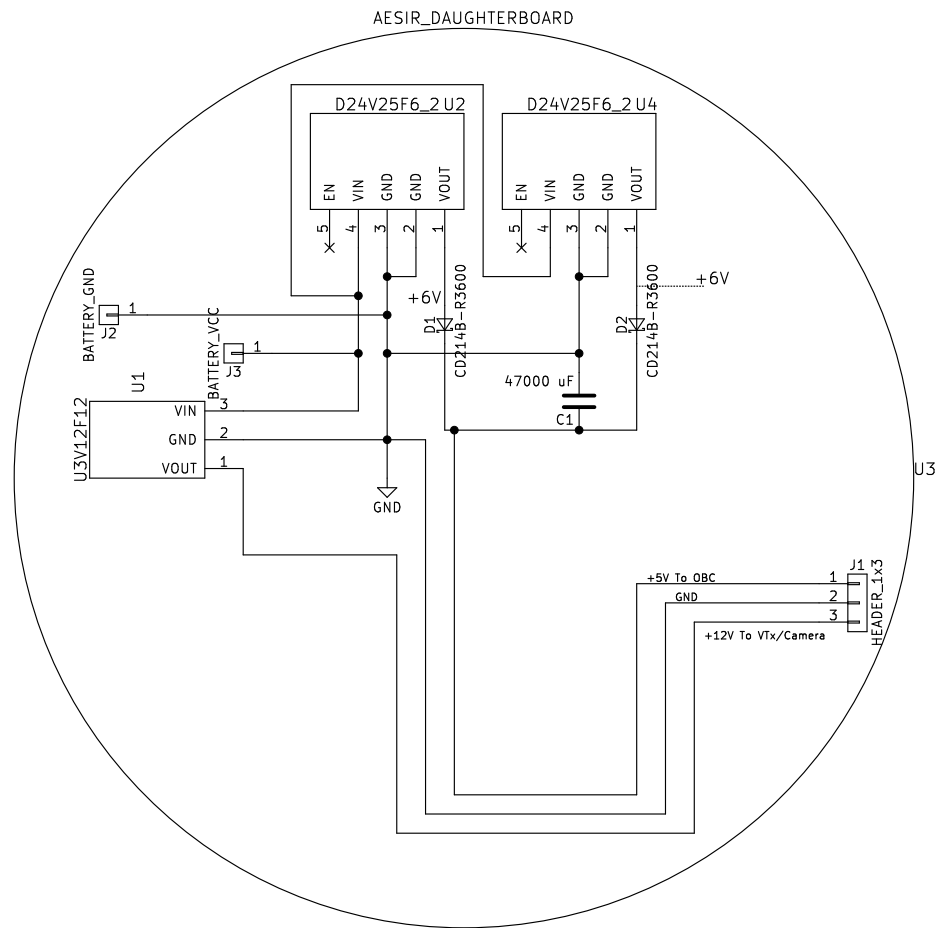 AESIR_DAUGHTERBOARD
D24V25F6_2 U2
D24V25F6_2 U4
EN
VIN
GND
GND
VOUT
EN
VIN
GND
GND
VOUT
5
4
3
2
1
5
4
3
2
1
BATTERY_GND
1
J2
+6V
D1
CD214B-R3600
+6V
D2
CD214B-R3600
BATTERY_VCC
1
J3
47000 uF
C1
U1
U3V12F12
VIN
3
GND
2
VOUT
1
GND
U3
J1
HEADER_1x3
+5V To OBC
1
GND
2
3
+12V To VTx/Camera